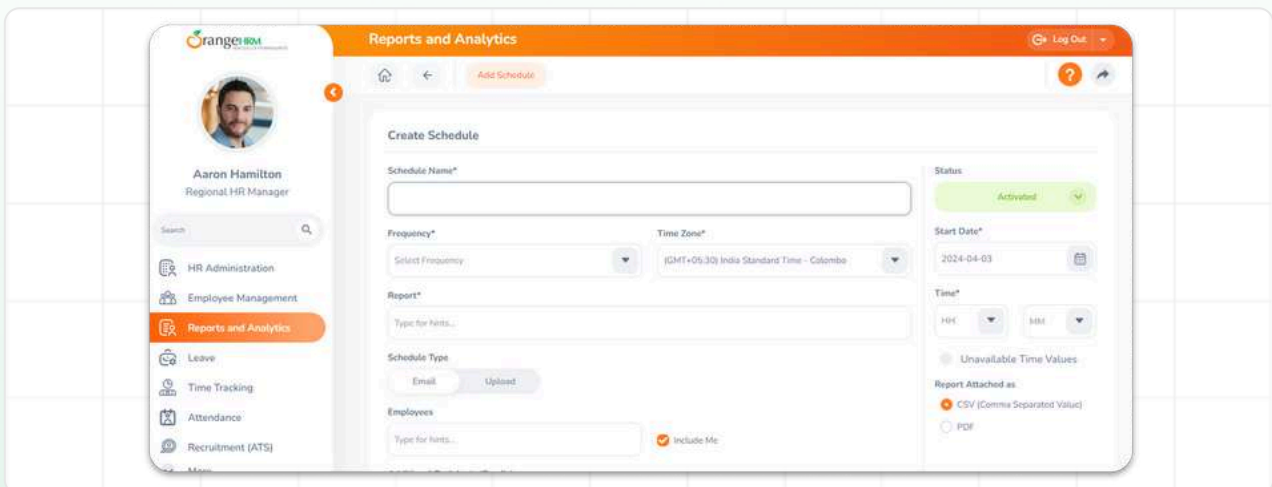 OrangeHRM
Reports and Analytics
Log Out
Add Schedule
?
Aaron Hamilton
Regional HR Manager
Search
HR Administration
Employee Management
Reports and Analytics
Leave
Time Tracking
Attendance
Recruitment (ATS)
More
Create Schedule
Schedule Name*
Frequency*
Select Frequency
Time Zone*
(GMT+05:30) India Standard Time - Colombo
Report*
Type for hints...
Schedule Type
Email Upload
Employees
Type for hints...
Include Me
Status
Activated
Start Date*
2024-04-03
Time*
HH MM
Unavailable Time Values
Report Attached as
CSV (Comma Separated Value)
PDF